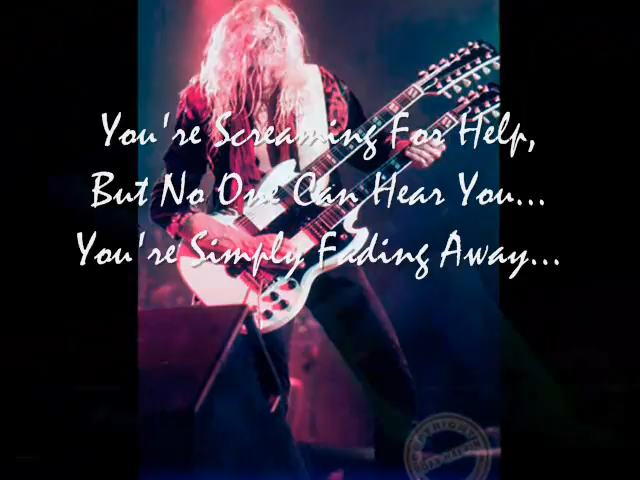 You're Screaming For Help,
But No One Can Hear You...
You're Simply Fading Away...